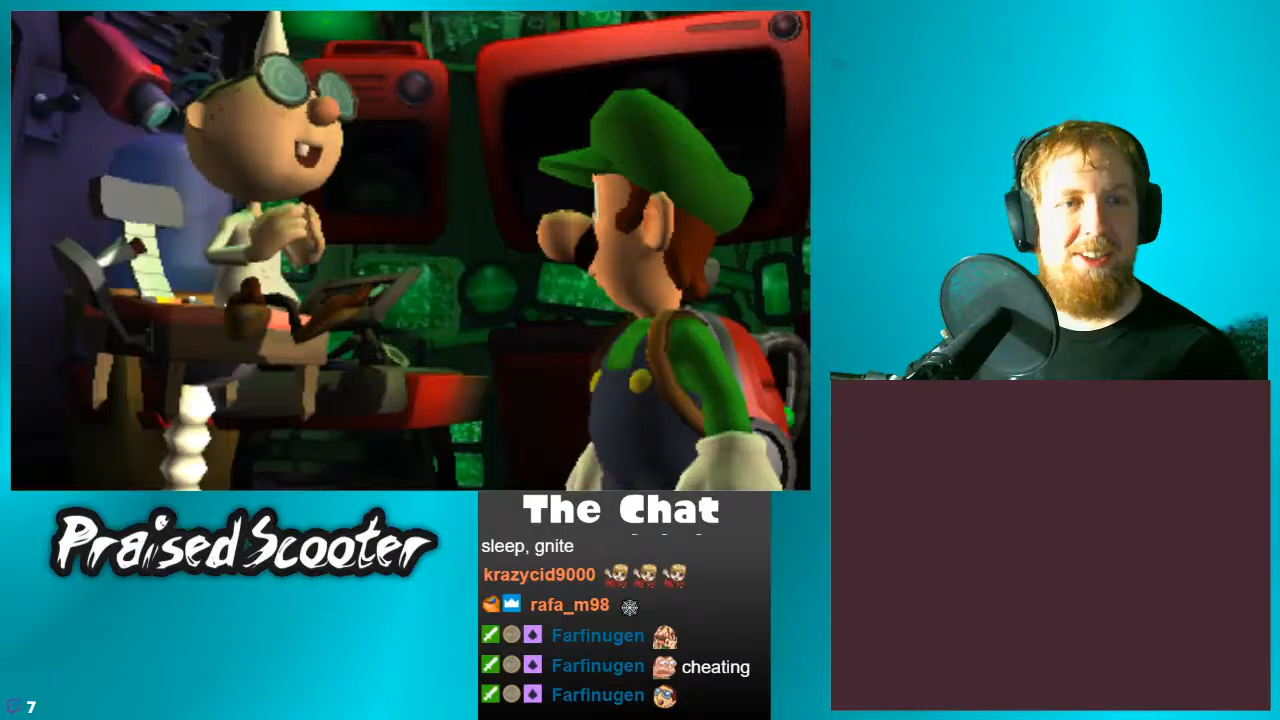 PraisedScooter
The Chat
sleep, gnite
krazycid9000
rafa_m98
Farfinugen
Farfinugen cheating
Farfinugen
7